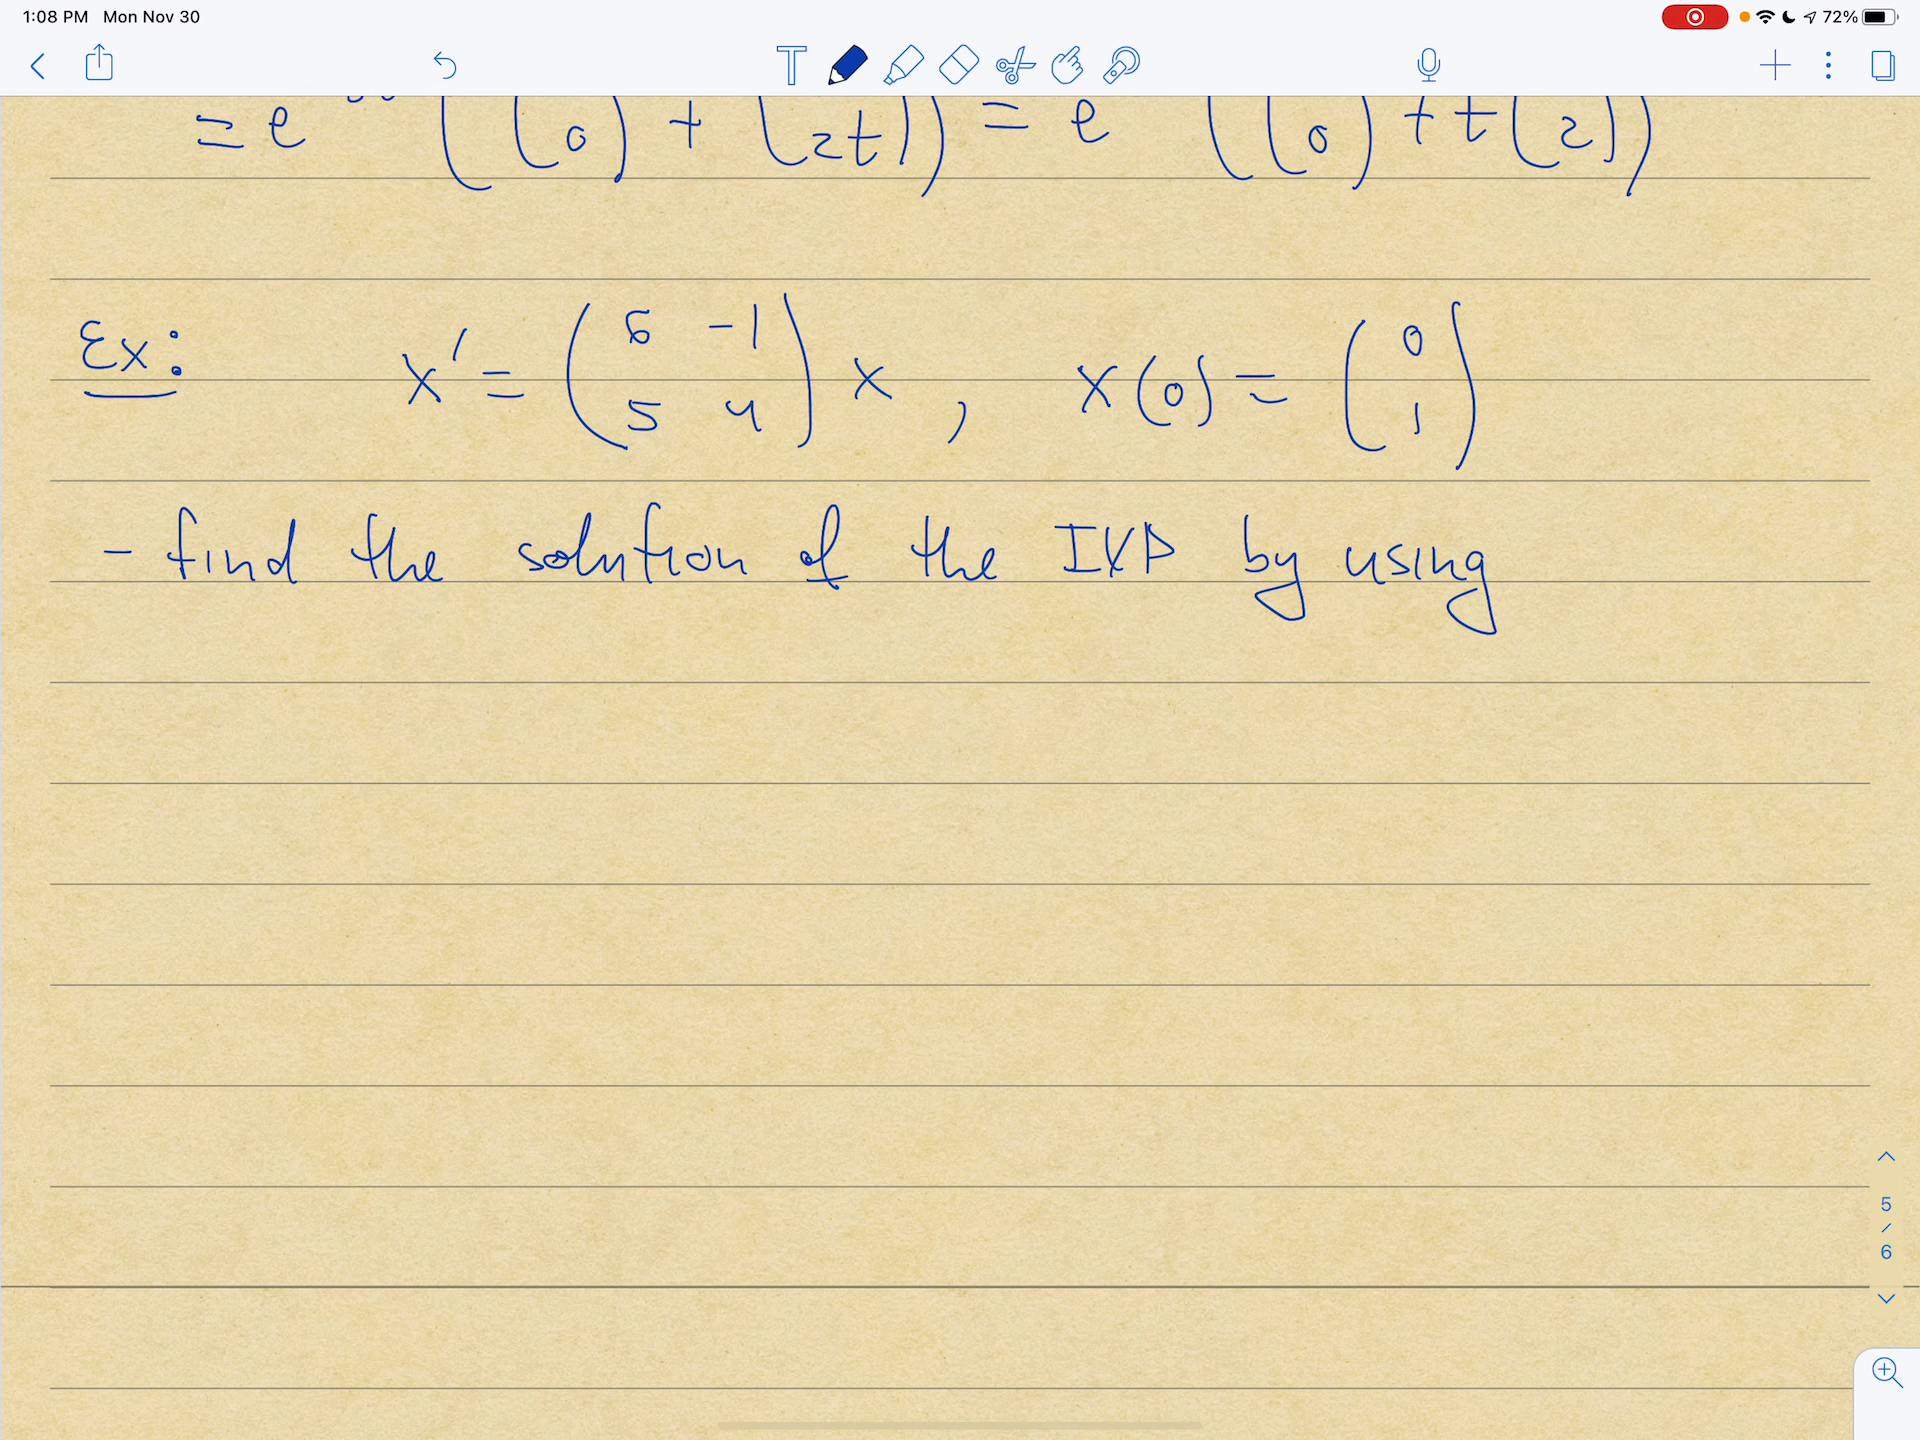 1:08 PM Mon Nov 30
72%
= e ( ( 0 ) + ( 2t ) ) = e ( ( 0 ) + t ( 2 ) )
Ex: x' = ( 6 -1
5 4 ) x , x(0) = ( 0
1 )
- find the solution of the IVP by using
5
/
6